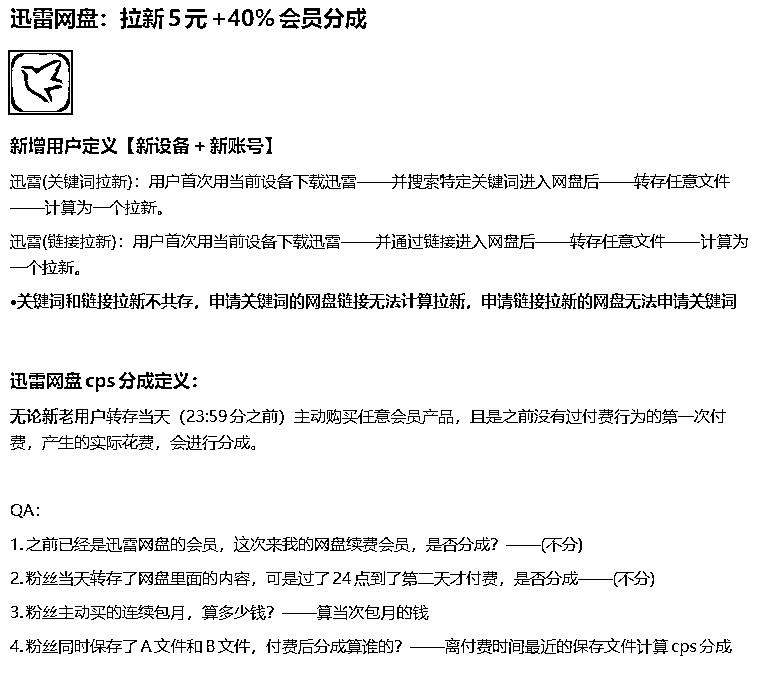 迅雷网盘：拉新5元+40%会员分成
新增用户定义【新设备 + 新账号】
迅雷(关键词拉新)：用户首次用当前设备下载迅雷——并搜索特定关键词进入网盘后——转存任意文件
——计算为一个拉新。
迅雷(链接拉新)：用户首次用当前设备下载迅雷——并通过链接进入网盘后——转存任意文件——计算为
一个拉新。
•关键词和链接拉新不共存，申请关键词的网盘链接无法计算拉新，申请链接拉新的网盘无法申请关键词
迅雷网盘cps分成定义：
无论新老用户转存当天（23:59分之前）主动购买任意会员产品，且是之前没有过付费行为的第一次付
费，产生的实际花费，会进行分成。
QA：
1.之前已经是迅雷网盘的会员，这次来我的网盘续费会员，是否分成？——(不分)
2.粉丝当天转存了网盘里面的内容，可是过了24点到了第二天才付费，是否分成——(不分)
3.粉丝主动买的连续包月，算多少钱？——算当次包月的钱
4.粉丝同时保存了A文件和B文件，付费后分成算谁的？——离付费时间最近的保存文件计算cps分成